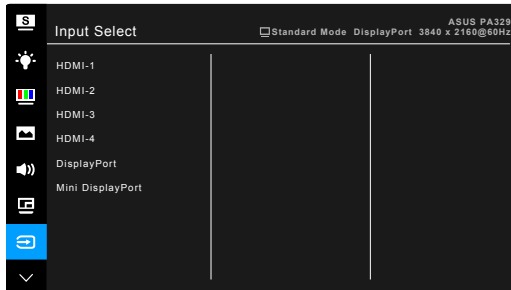 S
Input Select
ASUS PA329
Standard Mode DisplayPort 3840 x 2160@60Hz
HDMI-1
HDMI-2
HDMI-3
HDMI-4
DisplayPort
Mini DisplayPort